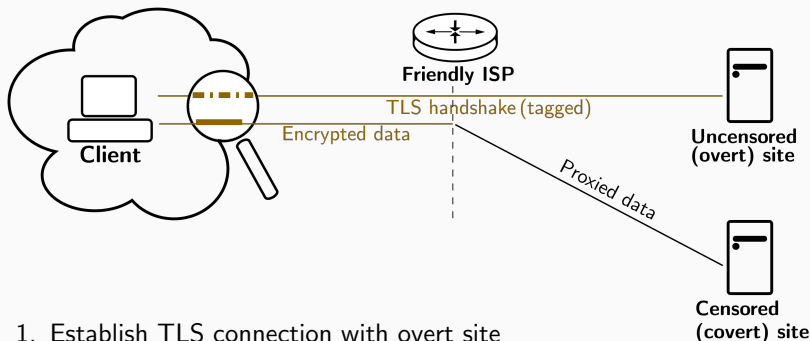 Friendly ISP
TLS handshake (tagged)
Encrypted data
Client
Uncensored
(overt) site
Proxied data
Censored
(covert) site
1. Establish TLS connection with overt site